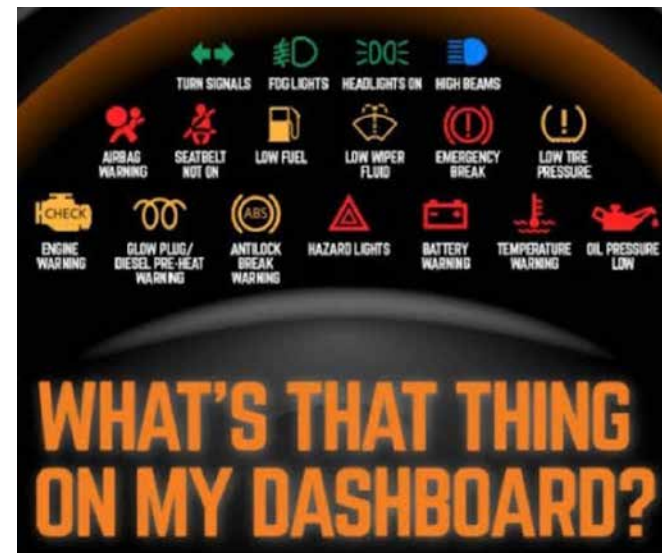 TURN SIGNALS FOG LIGHTS HEADLIGHTS ON HIGH BEAMS
AIRBAG WARNING
SEATBELT NOT ON
LOW FUEL
LOW WIPER FLUID
EMERGENCY BREAK
LOW TIRE PRESSURE
CHECK
ABS
ENGINE WARNING
GLOW PLUG/
DIESEL PRE-HEAT
WARNING
ANTILOCK
BREAK
WARNING
HAZARD LIGHTS
BATTERY
WARNING
TEMPERATURE
WARNING
OIL PRESSURE
LOW
WHAT'S THAT THING
ON MY DASHBOARD?